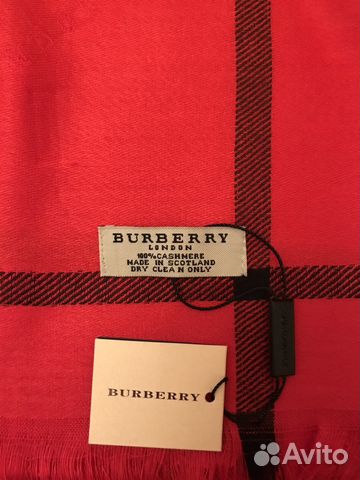 BURBERRY
LONDON
100% CASHMERE
MADE IN SCOTLAND
DRY CLEAN ONLY
BURBERRY
Avito